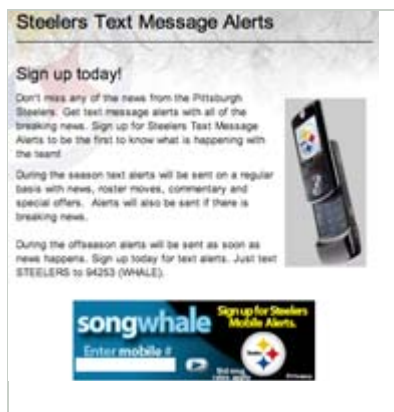 Steelers Text Message Alerts
Sign up today!
Don't miss any of the news from the Pittsburgh
Steelers. Get text message alerts with all of the
breaking news. Sign up for Steelers Text Message
Alerts to be the first to know what is happening with
the team!
During the season text alerts will be sent on a regular
basis with news, roster moves, commentary and
special offers. Alerts will also be sent if there is
breaking news.
During the offseason alerts will be sent as soon as
news happens. Sign up today for text alerts. Just text
STEELERS to 94253 (WHALE).
songwhale
Sign up for Steelers
Mobile Alerts.
Enter mobile #
Steelers
Std msg
rates apply